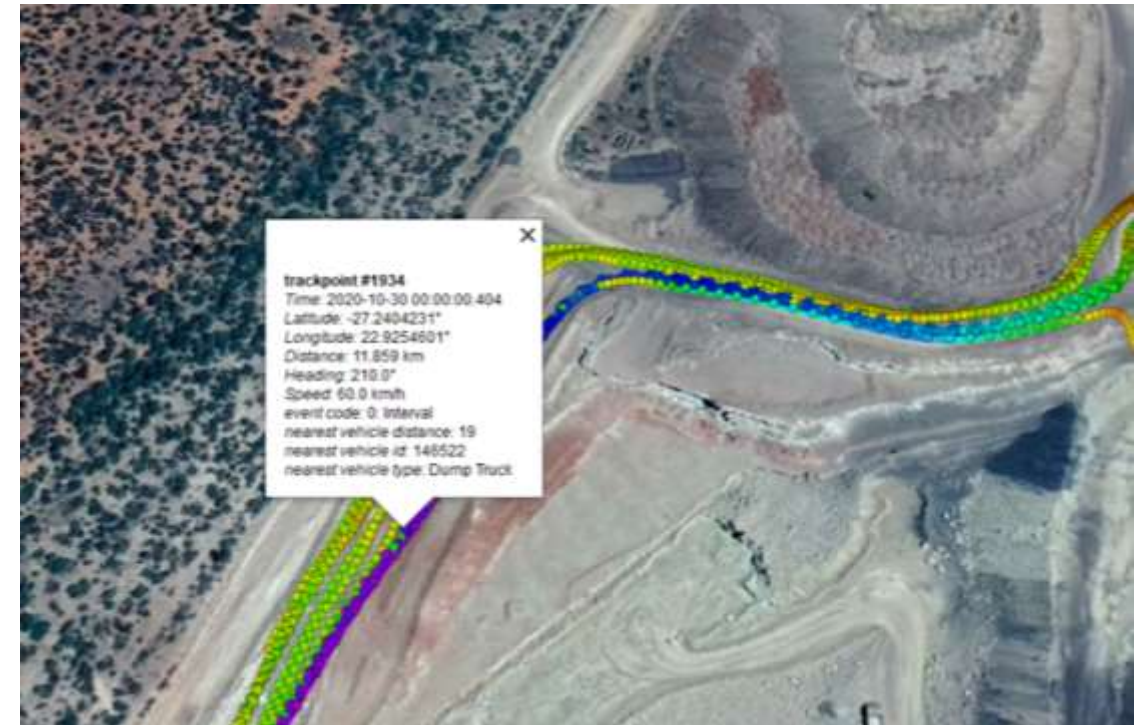 ×
trackpoint #1934
Time: 2020-10-30 00:00:00.404
Latitude: -27.2404231°
Longitude: 22.9254601°
Distance: 11.859 km
Heading: 210.0°
Speed: 60.0 km/h
event code: 0: Interval
nearest vehicle distance: 19
nearest vehicle id: 146522
nearest vehicle type: Dump Truck